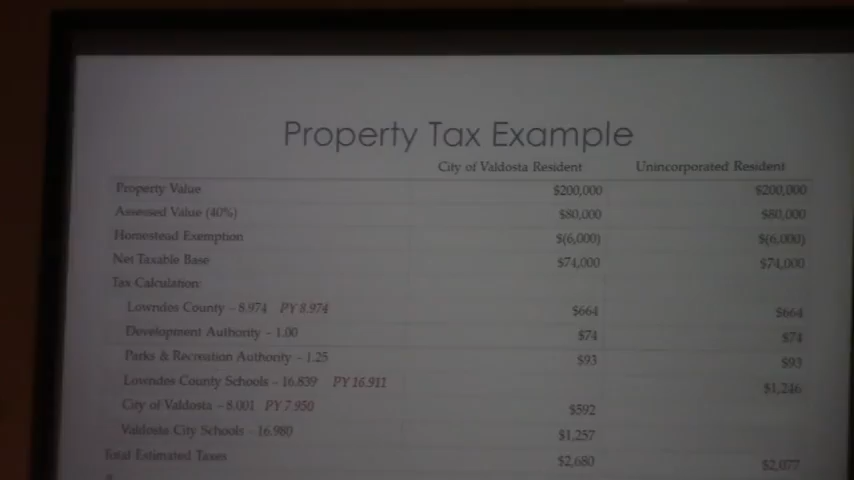 Property Tax Example
City of Valdosta Resident Unincorporated Resident
Property Value $200,000 $200,000
Assessed Value (40%) $80,000 $80,000
Homestead Exemption $(6,000) $(6,000)
Net Taxable Base $74,000 $74,000
Tax Calculation:
Lowndes County – 8.974 PY 8.974 $664 $664
Development Authority – 1.00 $74 $74
Parks & Recreation Authority – 1.25 $93 $93
Lowndes County Schools – 16.839 PY 16.911 $1,246
City of Valdosta – 8.001 PY 7.950 $592
Valdosta City Schools – 16.980 $1,257
Total Estimated Taxes $2,680 $2,077